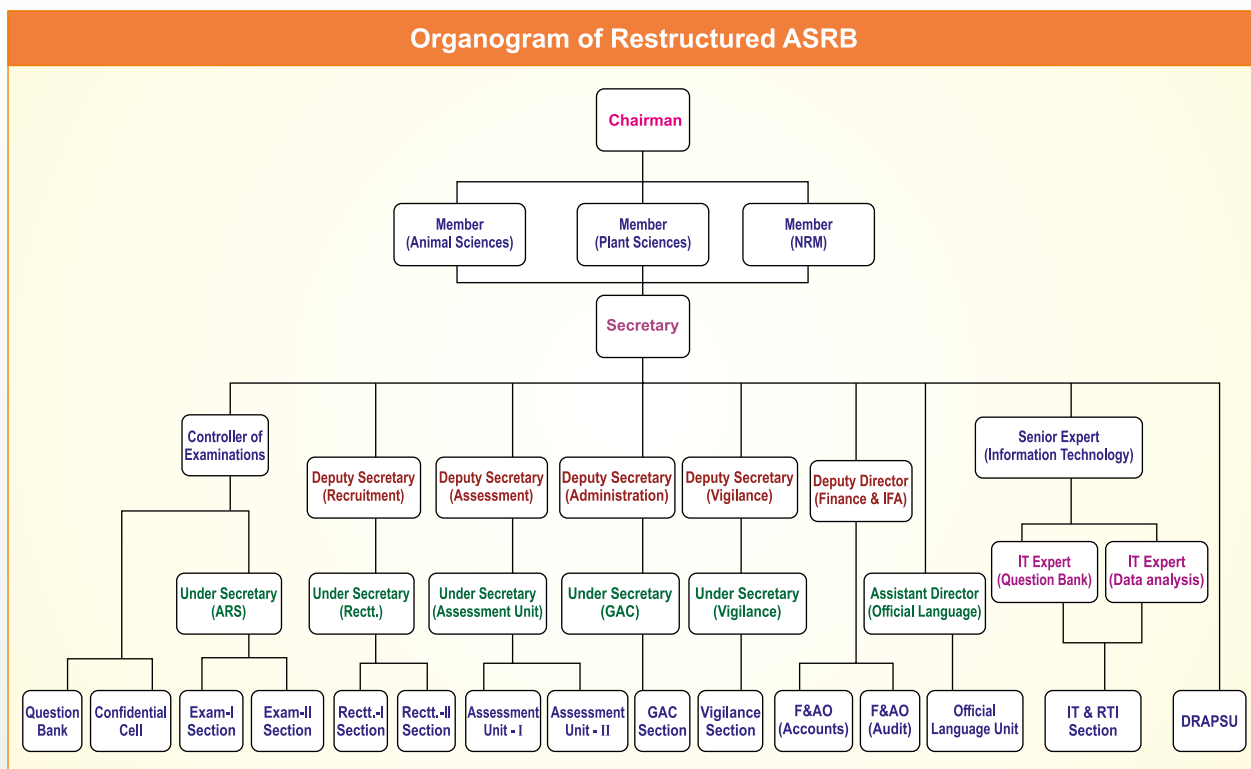 Organogram of Restructured ASRB
Chairman
Member
(Animal Sciences)
Member
(Plant Sciences)
Member
(NRM)
Secretary
Controller of
Examinations
Senior Expert
(Information Technology)
Deputy Secretary
(Recruitment)
Deputy Secretary
(Assessment)
Deputy Secretary
(Administration)
Deputy Secretary
(Vigilance)
Deputy Director
(Finance & IFA)
IT Expert
(Question Bank)
IT Expert
(Data analysis)
Under Secretary
(ARS)
Under Secretary
(Rectt.)
Under Secretary
(Assessment Unit)
Under Secretary
(GAC)
Under Secretary
(Vigilance)
Assistant Director
(Official Language)
Question
Bank
Confidential
Cell
Exam-I
Section
Exam-II
Section
Rectt.-I
Section
Rectt.-II
Section
Assessment
Unit - I
Assessment
Unit - II
GAC
Section
Vigilance
Section
F&AO
(Accounts)
F&AO
(Audit)
Official
Language Unit
IT & RTI
Section
DRAPSU